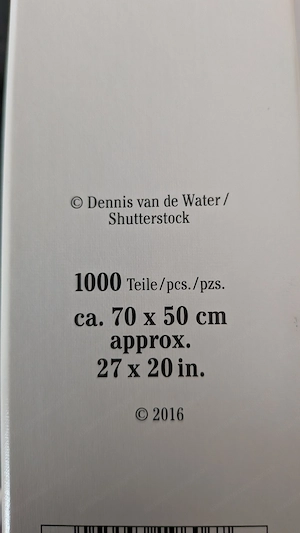 © Dennis van de Water /
Shutterstock
1000 Teile/pcs./pzs.
ca. 70 x 50 cm
approx.
27 x 20 in.
© 2016